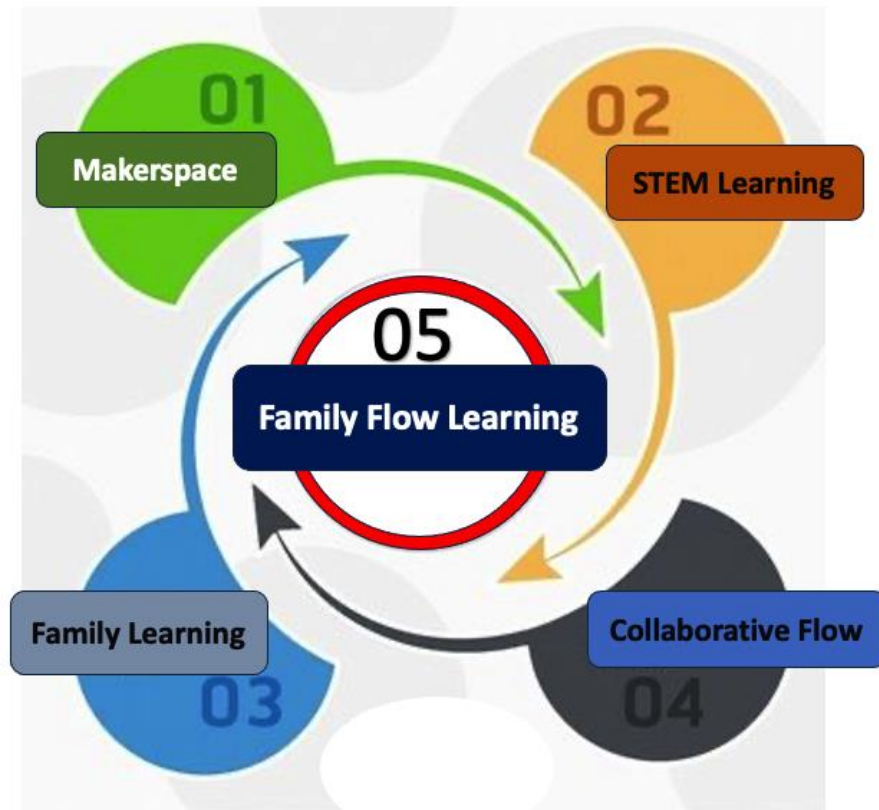 01
Makerspace
02
STEM Learning
05
Family Flow Learning
Family Learning
03
Collaborative Flow
04